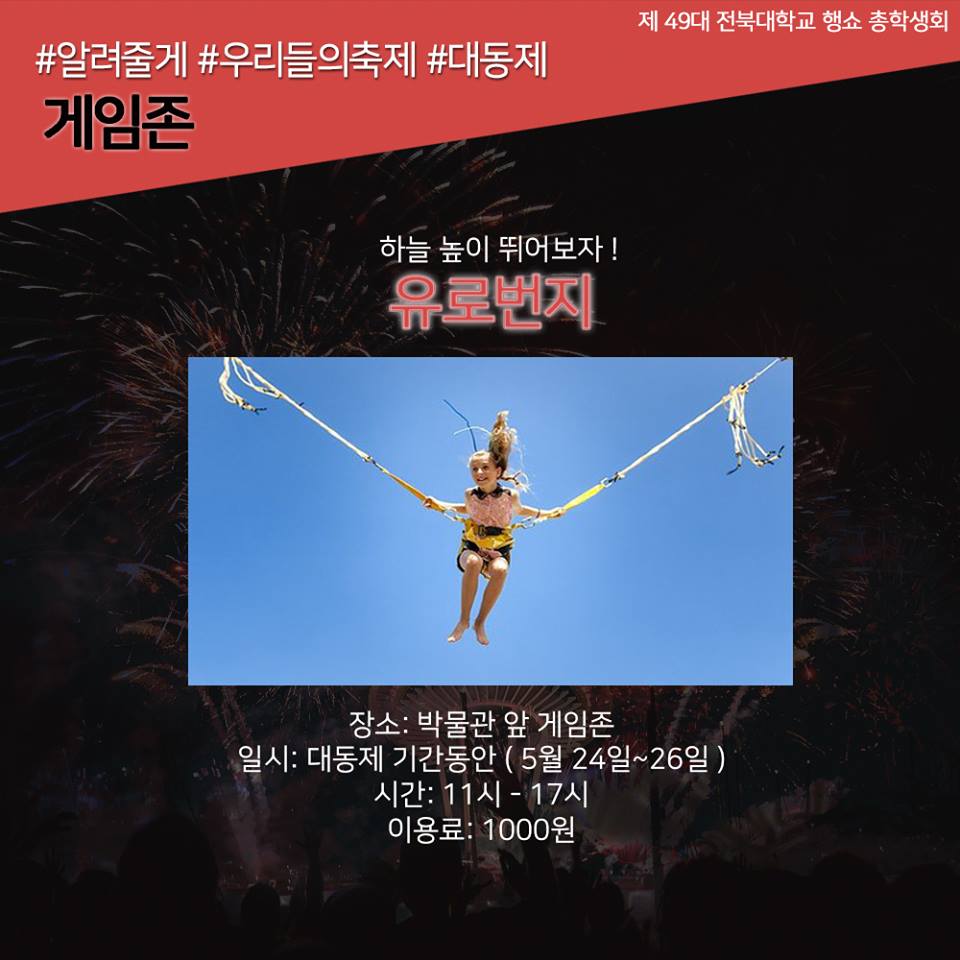 제 49대 전북대학교 행쇼 총학생회
#알려줄게 #우리들의축제 #대동제
게임존
하늘 높이 뛰어보자 !
유로번지
장소: 박물관 앞 게임존
일시: 대동제 기간동안 ( 5월 24일~26일 )
시간: 11시 - 17시
이용료: 1000원